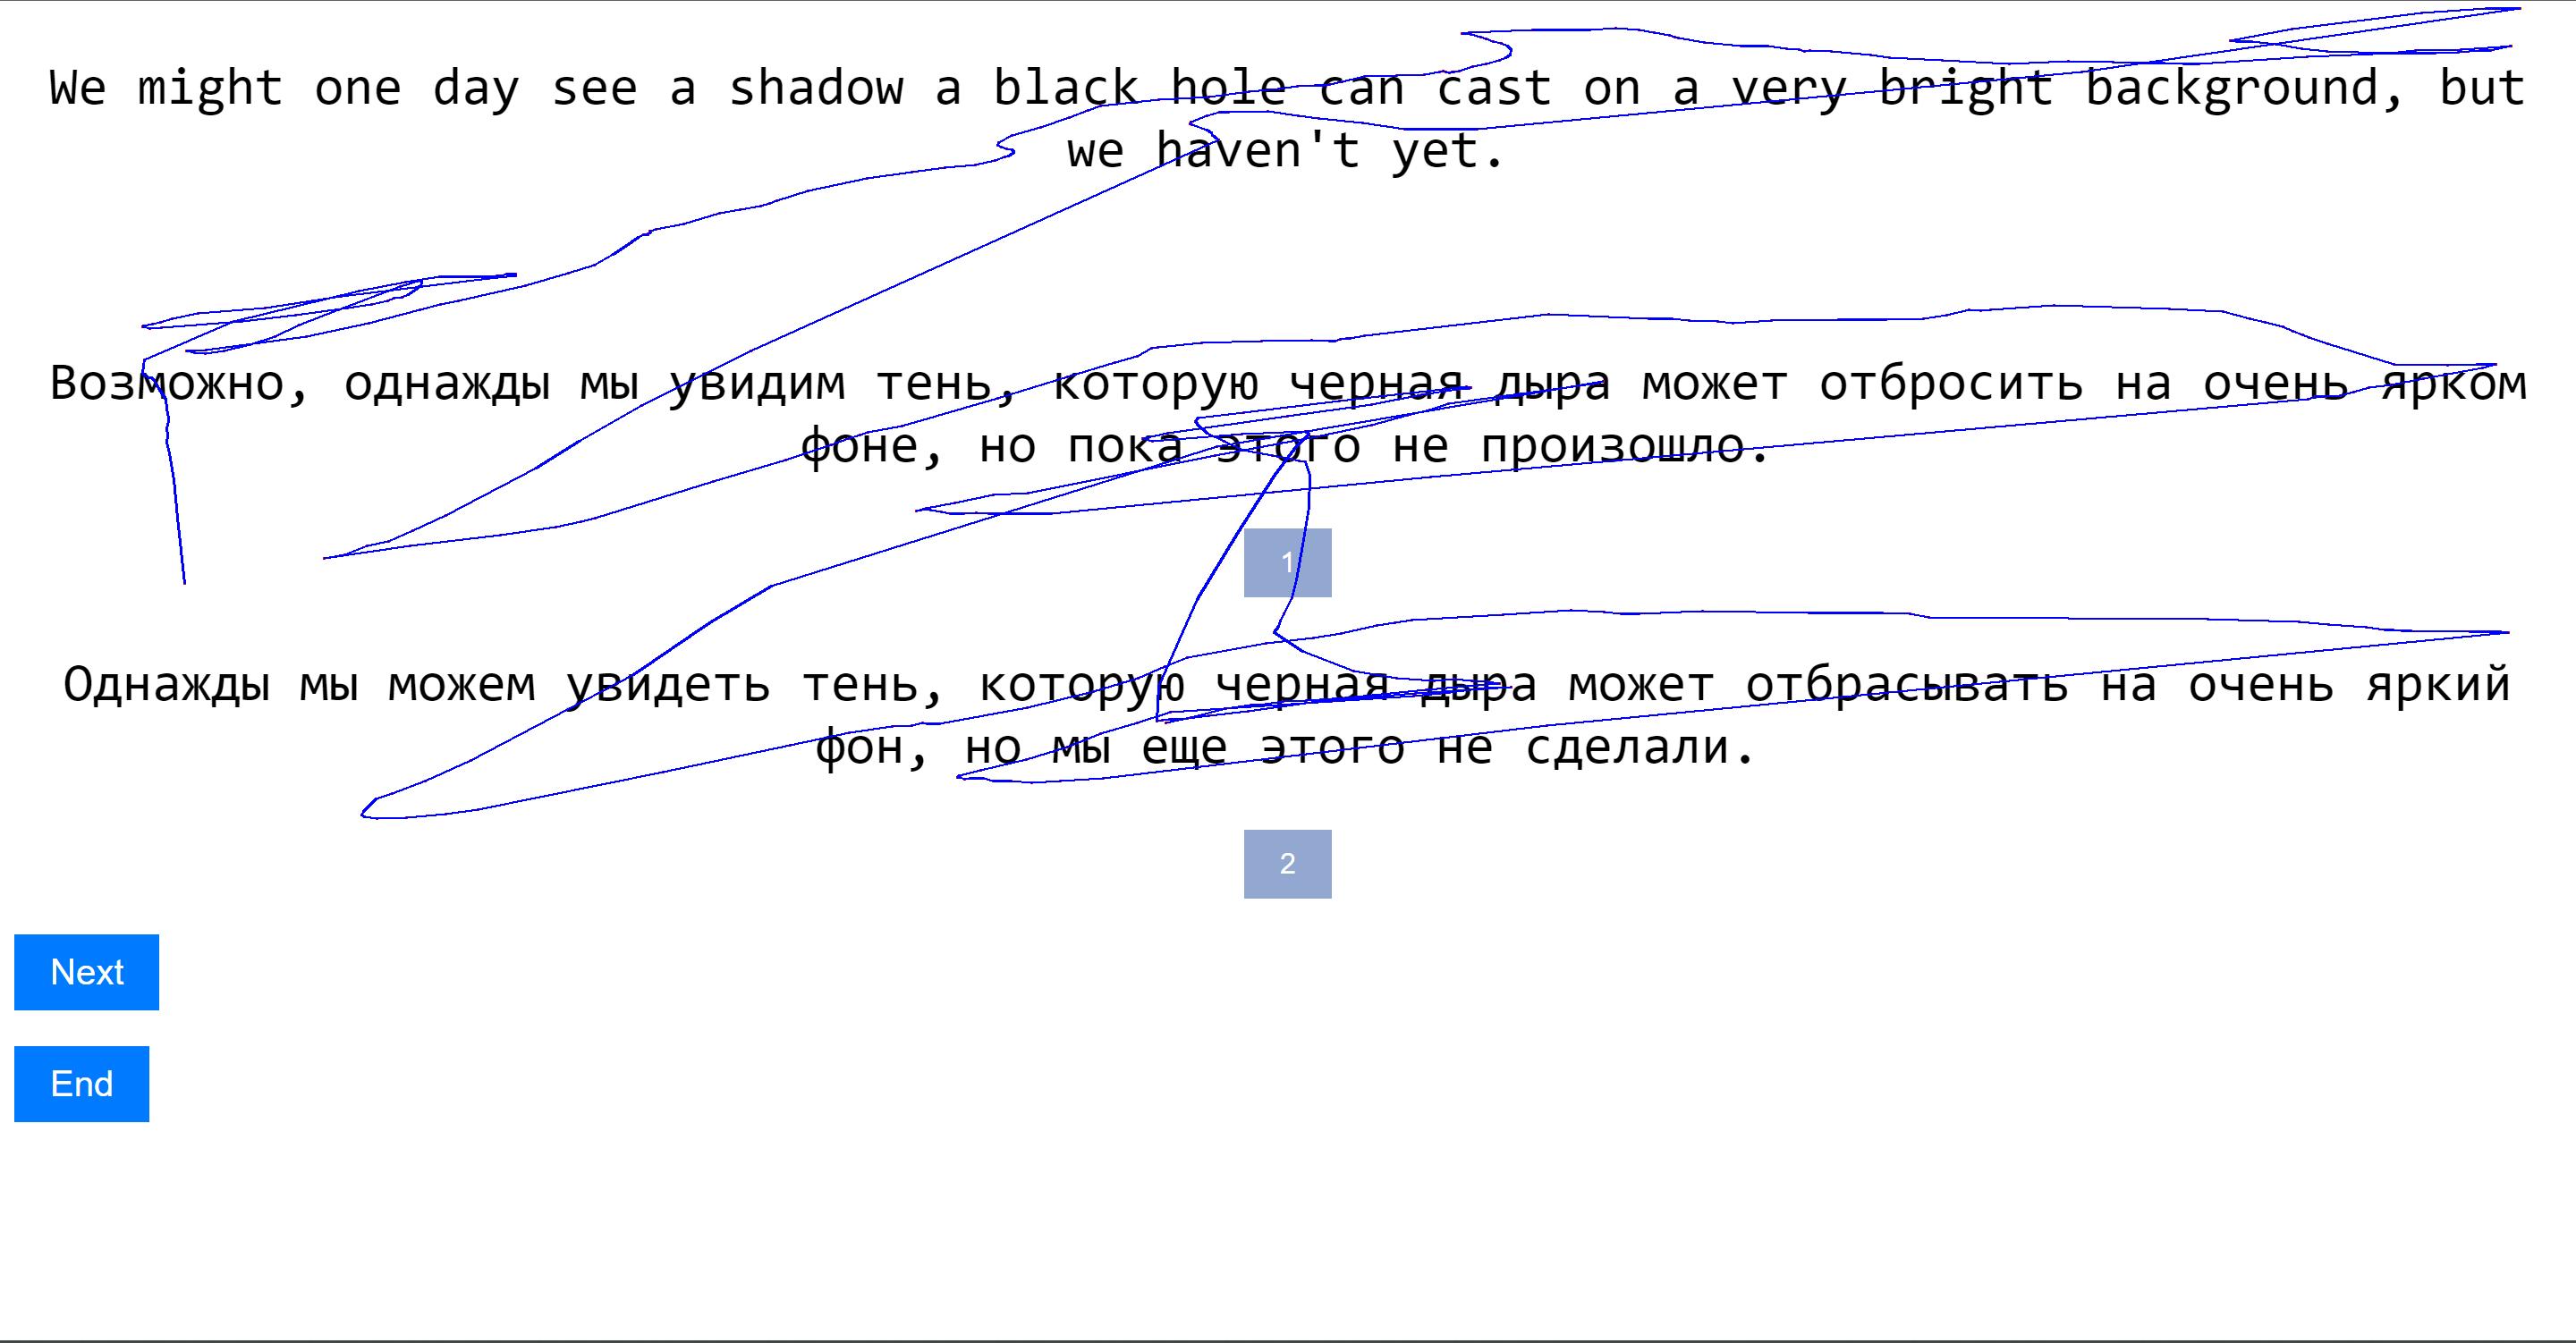 We might one day see a shadow a black hole can cast on a very bright background, but
we haven't yet.
Возможно, однажды мы увидим тень, которую черная дыра может отбросить на очень ярком
фоне, но пока этого не произошло.
1
Однажды мы можем увидеть тень, которую черная дыра может отбрасывать на очень яркий
фон, но мы еще этого не сделали.
2
Next
End